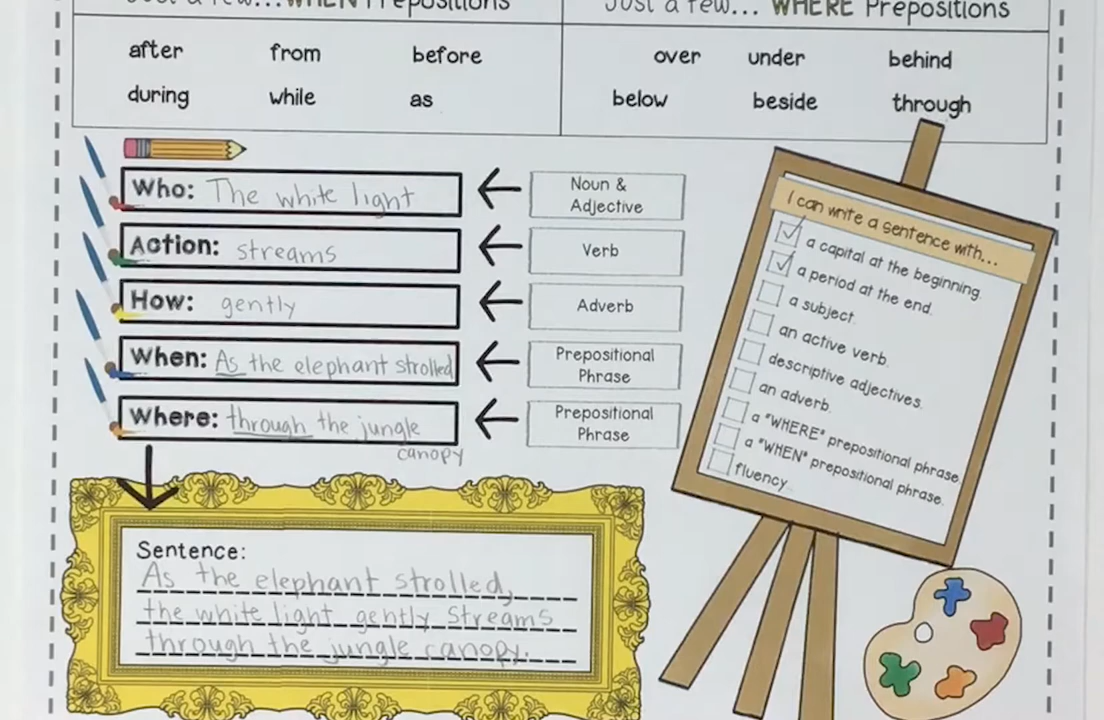 Just a few... WHEN Prepositions
Just a few... WHERE Prepositions
after from before
during while as
over under behind
below beside through
Who: The white light
Noun &
Adjective
Action: streams
Verb
How: gently
Adverb
When: As the elephant strolled
Prepositional
Phrase
Where: through the jungle
canopy
Prepositional
Phrase
I can write a sentence with...
a capital at the beginning.
a period at the end.
a subject.
an active verb.
descriptive adjectives.
an adverb.
a "WHERE" prepositional phrase.
a "WHEN" prepositional phrase.
fluency.
Sentence:
As the elephant strolled,
the white light gently streams
through the jungle canopy.